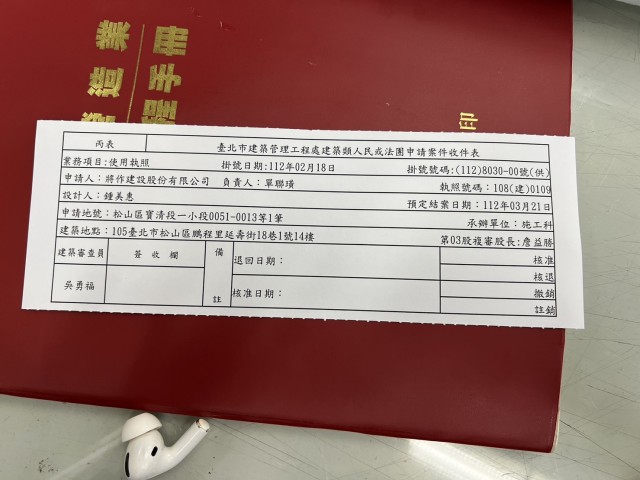 造業
程手冊
印
丙表 臺北市建築管理工程處建築類人民或法團申請案件收件表
業務項目:使用執照 掛號日期:112年02月18日 掛號號碼:(112)8030-00號(供)
申請人：將作建設股份有限公司 負責人：單聯璜 執照號碼：108(建)0109
設計人：鍾美惠 預定結案日期：112年03月21日
申請地號：松山區寶清段一小段0051-0013等1筆 承辦單位：施工科
建築地點：105臺北市松山區鵬程里延壽街18巷1號14樓 第03股複審股長:詹益勝
建築審查員 簽收欄 備註 退回日期： 核准
核退
吳勇福 核准日期： 撤銷
註銷